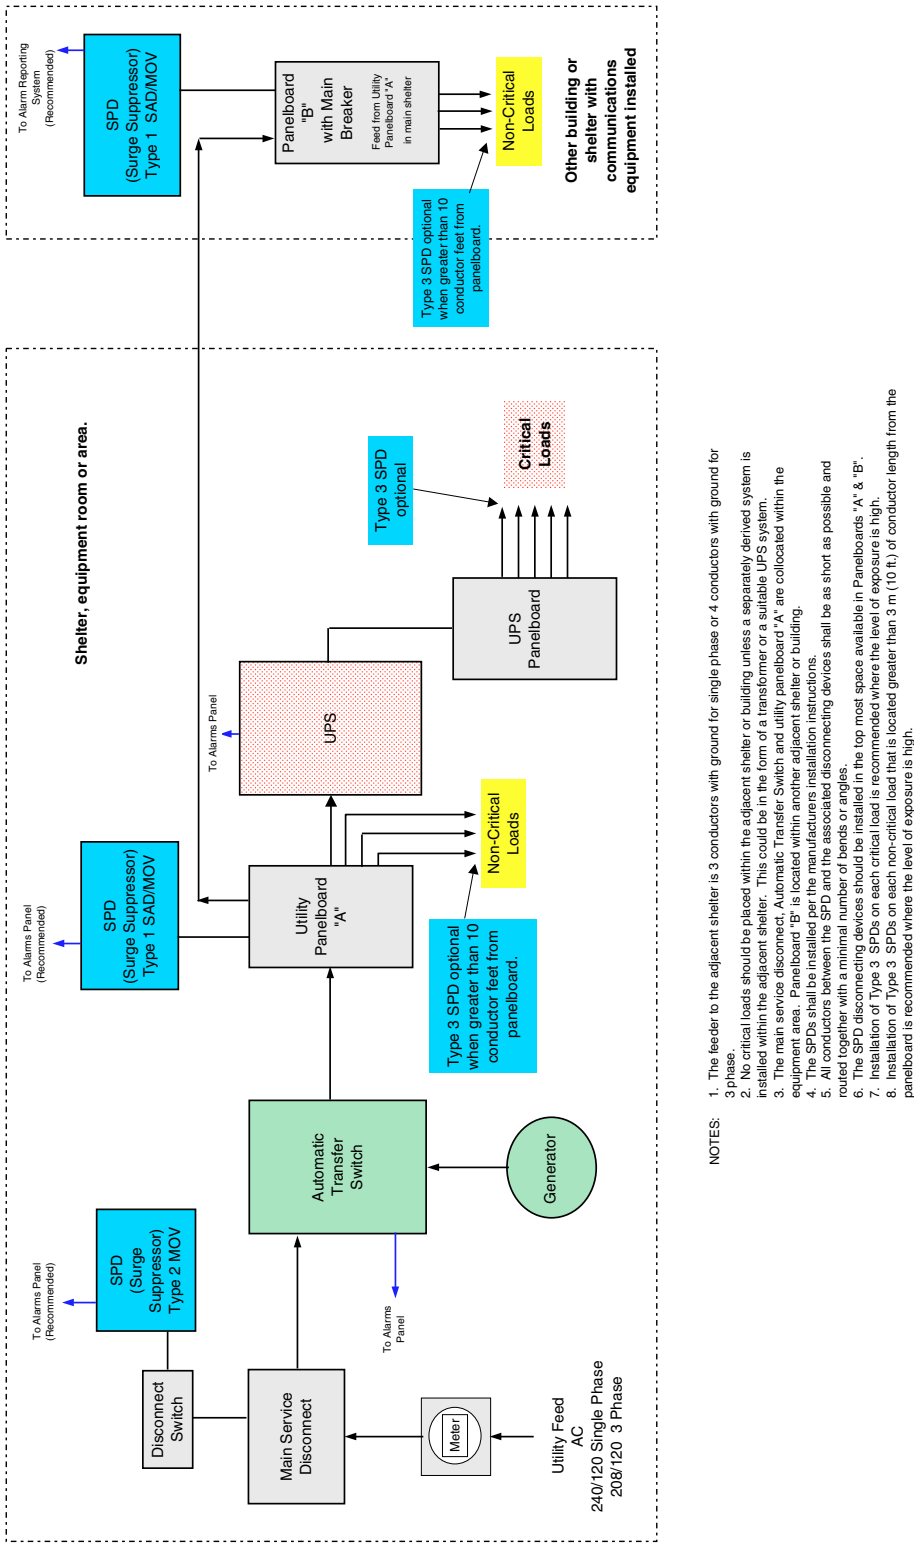 Utility Feed
AC
240/120 Single Phase
208/120  3 Phase
Meter
Main Service
Disconnect
Disconnect
Switch
SPD
(Surge
Suppressor)
Type 2 MOV
To Alarms Panel
(Recommended)
To Alarms
Panel
Automatic
Transfer
Switch
Generator
Utility
Panelboard
"A"
SPD
(Surge Suppressor)
Type 1  SAD/MOV
To Alarms Panel
(Recommended)
Type 3 SPD optional
when greater than 10
conductor feet from
panelboard.
Non-Critical
Loads
UPS
To Alarms Panel
UPS
Panelboard
Type 3 SPD
optional
Critical
Loads
Shelter, equipment room or area.
SPD
(Surge Suppressor)
Type 1  SAD/MOV
To Alarm Reporting
System
(Recommended)
Panelboard
"B"
with Main
Breaker
Feed from Utility
Panelboard "A"
in main shelter
Type 3 SPD optional
when greater than 10
conductor feet from
panelboard.
Non-Critical
Loads
Other building or
shelter with
communications
equipment installed
NOTES:  1.  The feeder to the adjacent shelter is 3 conductors with ground for single phase or 4 conductors with ground for
3 phase.
2.  No critical loads should be placed within the adjacent shelter or building unless a separately derived system is
installed within the adjacent shelter.  This could be in the form of a transformer or a suitable UPS system.
3.  The main service disconnect, Automatic Transfer Switch and utility panelboard "A" are collocated within the
equipment area.  Panelboard "B" is located within another adjacent shelter or building.
4.  The SPDs shall be installed per the manufacturers installation instructions.
5.  All conductors between the SPD and the associated disconnecting devices shall be as short as possible and
routed together with a minimal number of bends or angles.
6.  The SPD disconnecting devices should be installed in the top most space available in Panelboards "A" & "B".
7.  Installation of Type 3  SPDs on each critical load is recommended where the level of exposure is high.
8.  Installation of Type 3  SPDs on each non-critical load that is located greater than 3 m (10 ft.) of conductor length from the
panelboard is recommended where the level of exposure is high.